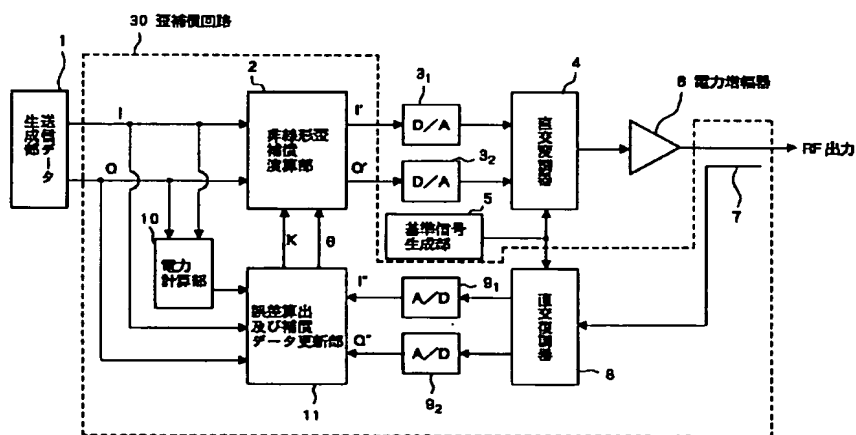 30 歪補償回路
1
送信データ
生成部
I
Q
2
非線形歪
補償
演算部
I'
Q'
3₁
D/A
3₂
D/A
4
直交変調器
6 電力増幅器
RF 出力
7
5
基準信号
生成部
10
電力
計算部
K
θ
誤差算出
及び補償
データ更新部
11
I"
Q"
A/D
9₁
A/D
9₂
直交復調器
8